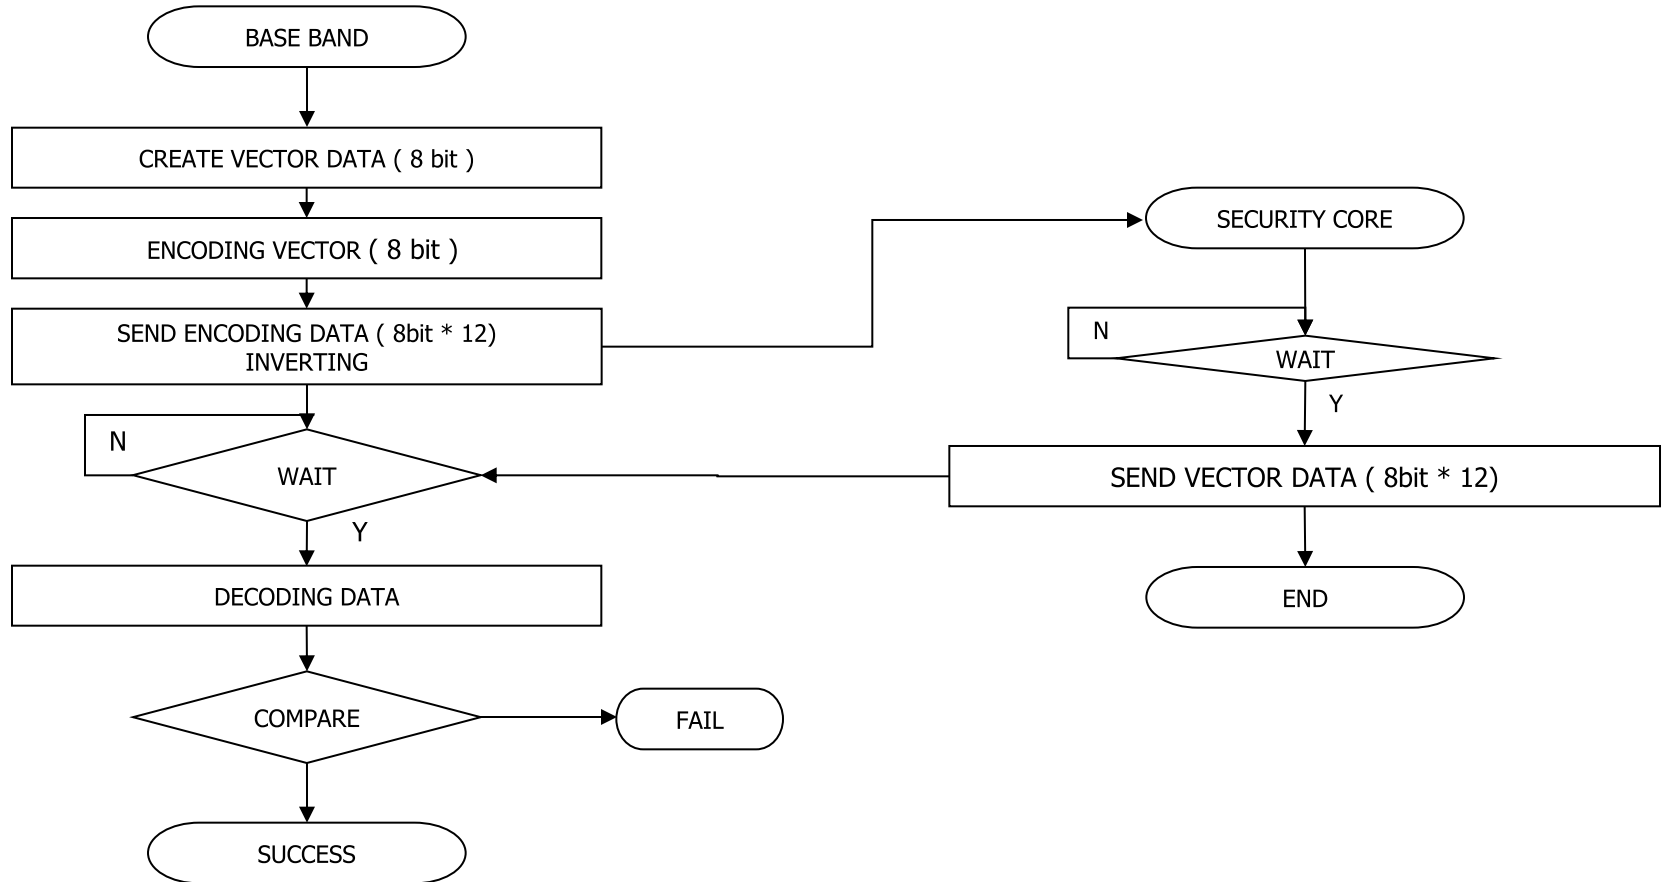 BASE BAND
CREATE VECTOR DATA ( 8 bit )
ENCODING VECTOR ( 8 bit )
SEND ENCODING DATA ( 8bit * 12)
INVERTING
N
WAIT
Y
DECODING DATA
COMPARE
FAIL
SUCCESS
SECURITY CORE
N
WAIT
Y
SEND VECTOR DATA ( 8bit * 12)
END